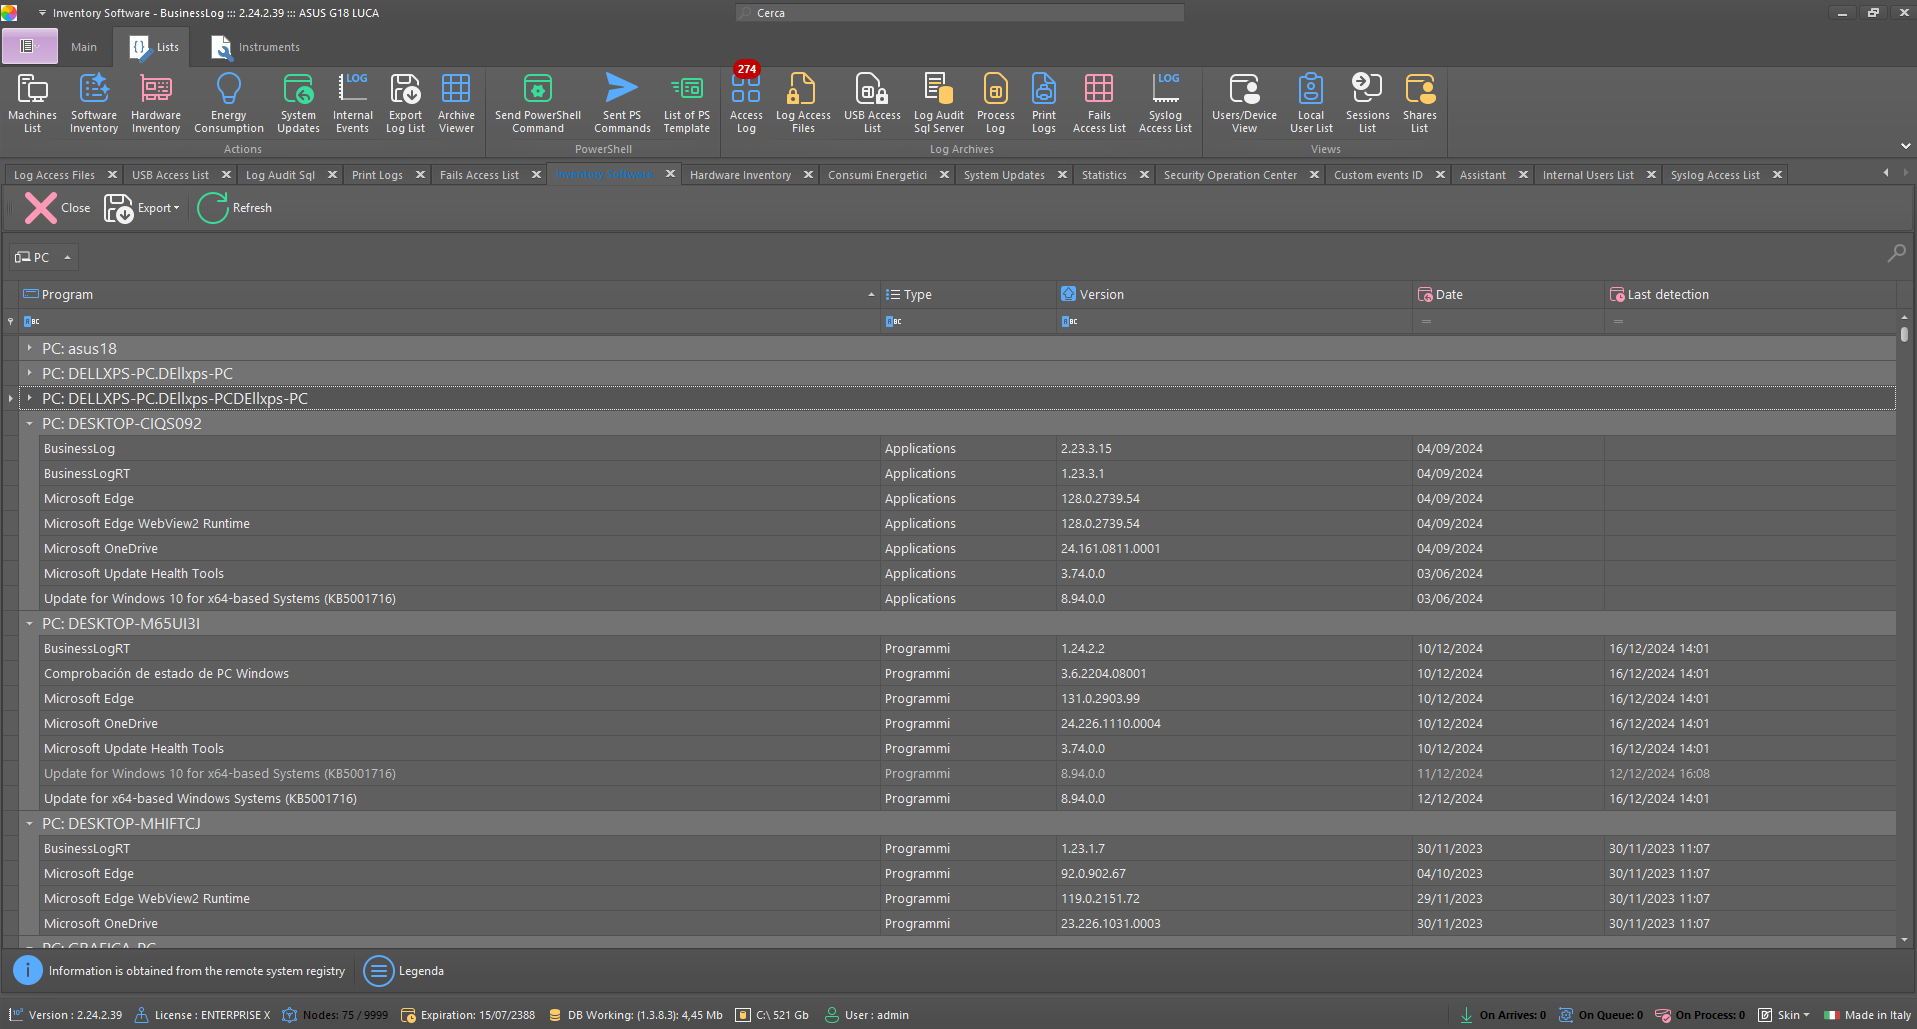 Inventory Software - BusinessLog ::: 2.24.2.39 ::: ASUS G18 LUCA
Cerca
Main
Lists
Instruments
274
Machines List
Software Inventory
Hardware Inventory
Energy Consumption
System Updates
LOG Internal Events
Export Log List
Archive Viewer
Send PowerShell Command
Sent PS Commands
List of PS Template
Access Log
Log Access Files
USB Access List
Log Audit Sql Server
Process Log
Print Logs
Fails Access List
LOG Syslog Access List
Users/Device View
Local User List
Sessions List
Shares List
Actions
PowerShell
Log Archives
Views
Log Access Files
USB Access List
Log Audit Sql
Print Logs
Fails Access List
Inventory Software
Hardware Inventory
Consumi Energetici
System Updates
Statistics
Security Operation Center
Custom events ID
Assistant
Internal Users List
Syslog Access List
Close
Export
Refresh
PC
Program Type Version Date Last detection
PC: asus18
PC: DELLXPS-PC.DEllxps-PC
PC: DELLXPS-PC.DEllxps-PCDEllxps-PC
PC: DESKTOP-CIQS092
BusinessLog Applications 2.23.3.15 04/09/2024
BusinessLogRT Applications 1.23.3.1 04/09/2024
Microsoft Edge Applications 128.0.2739.54 04/09/2024
Microsoft Edge WebView2 Runtime Applications 128.0.2739.54 04/09/2024
Microsoft OneDrive Applications 24.161.0811.0001 04/09/2024
Microsoft Update Health Tools Applications 3.74.0.0 03/06/2024
Update for Windows 10 for x64-based Systems (KB5001716) Applications 8.94.0.0 03/06/2024
PC: DESKTOP-M65UI3I
BusinessLogRT Programmi 1.24.2.2 10/12/2024 16/12/2024 14:01
Comprobación de estado de PC Windows Programmi 3.6.2204.08001 10/12/2024 16/12/2024 14:01
Microsoft Edge Programmi 131.0.2903.99 10/12/2024 16/12/2024 14:01
Microsoft OneDrive Programmi 24.226.1110.0004 10/12/2024 16/12/2024 14:01
Microsoft Update Health Tools Programmi 3.74.0.0 10/12/2024 16/12/2024 14:01
Update for Windows 10 for x64-based Systems (KB5001716) Programmi 8.94.0.0 11/12/2024 12/12/2024 16:08
Update for x64-based Windows Systems (KB5001716) Programmi 8.94.0.0 12/12/2024 16/12/2024 14:01
PC: DESKTOP-MHIFTCJ
BusinessLogRT Programmi 1.23.1.7 30/11/2023 30/11/2023 11:07
Microsoft Edge Programmi 92.0.902.67 04/10/2023 30/11/2023 11:07
Microsoft Edge WebView2 Runtime Programmi 119.0.2151.72 29/11/2023 30/11/2023 11:07
Microsoft OneDrive Programmi 23.226.1031.0003 30/11/2023 30/11/2023 11:07
PC: GRAFICA-PC
Information is obtained from the remote system registry
Legenda
Version : 2.24.2.39
License : ENTERPRISE X
Nodes: 75 / 9999
Expiration: 15/07/2388
DB Working: (1.3.8.3): 4,45 Mb
C:\ 521 Gb
User : admin
On Arrives: 0
On Queue: 0
On Process: 0
Skin
Made in Italy